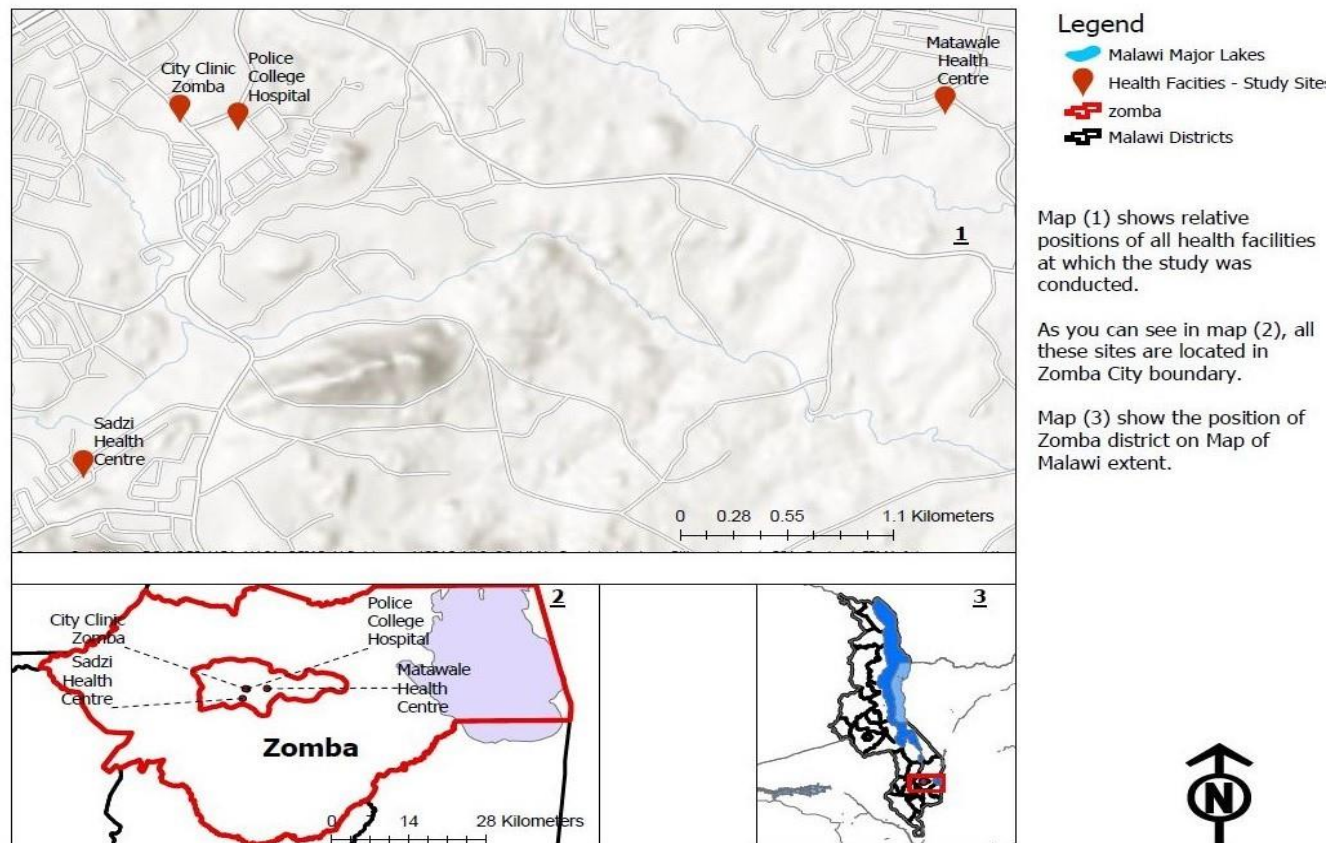 City Clinic
Zomba
Police
College
Hospital
Matawale
Health
Centre
1
Sadzi
Health
Centre
0 0.28 0.55 1.1 Kilometers
Legend
Malawi Major Lakes
Health Facities - Study Sites
zomba
Malawi Districts
Map (1) shows relative
positions of all health facilities
at which the study was
conducted.
As you can see in map (2), all
these sites are located in
Zomba City boundary.
Map (3) show the position of
Zomba district on Map of
Malawi extent.
2
City Clinic
Zomba
Sadzi
Health
Centre
Police
College
Hospital
Matawale
Health
Centre
Zomba
0 14 28 Kilometers
3
N